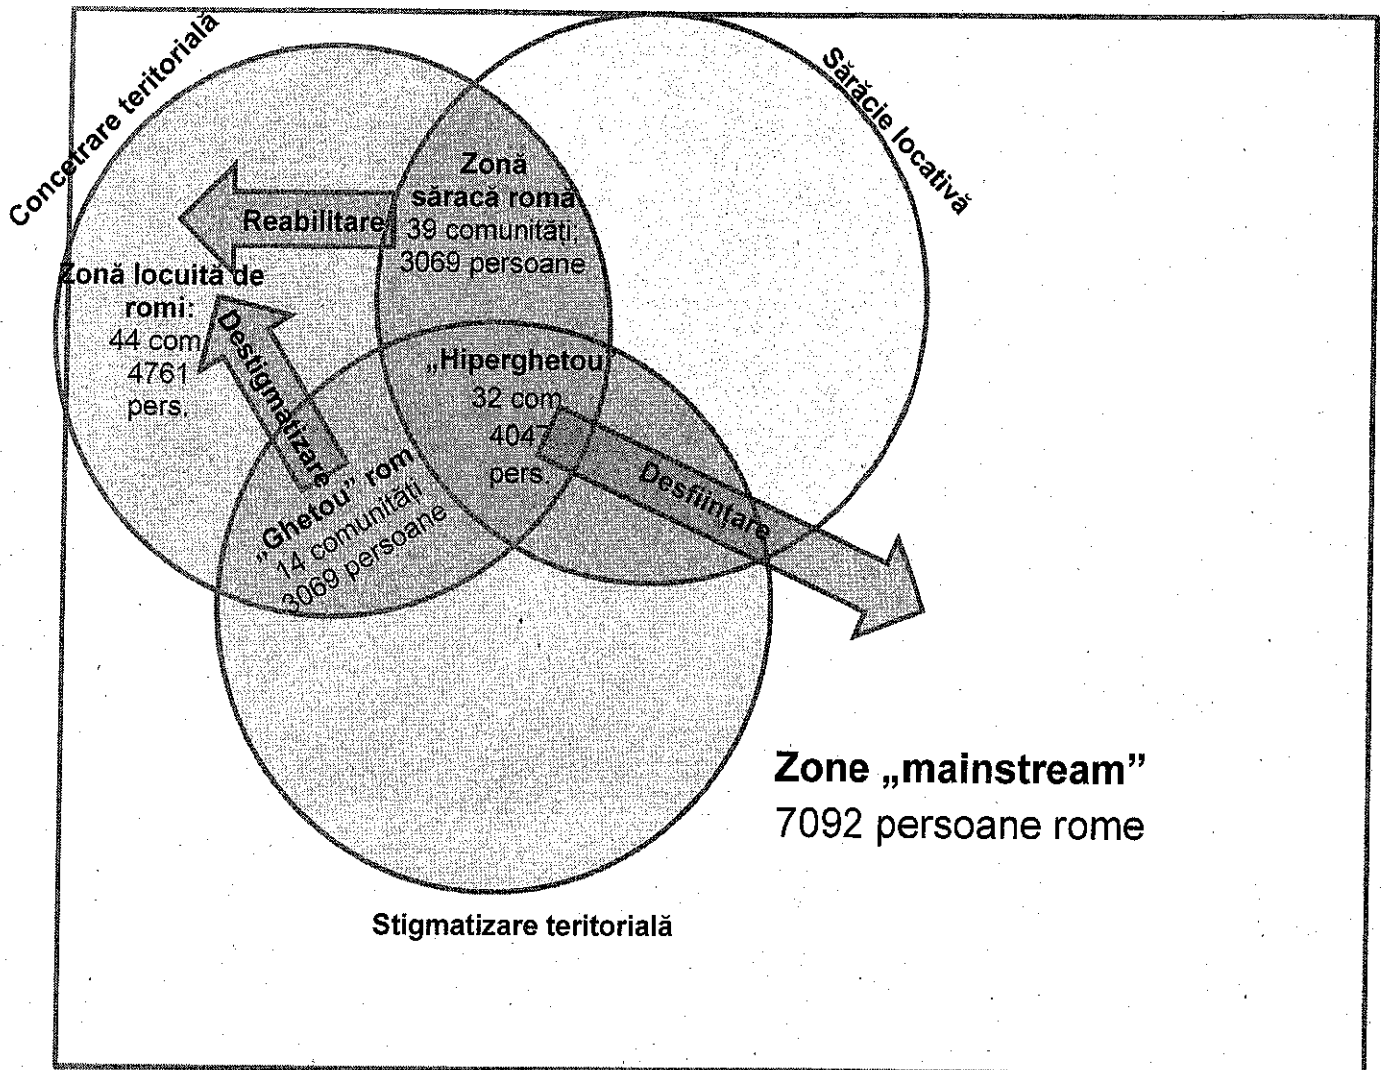 Concetrare teritorială
Sărăcie locativă
Zonă
săracă romă
39 comunități,
3069 persoane
Reabilitare
Zonă locuită de
romi:
44 com
4761
pers.
Destigmatizare
„Hiperghetou
32 com
4047
pers.
Desființare
„Ghetou” rom
14 comunități
3069 persoane
Zone „mainstream”
7092 persoane rome
Stigmatizare teritorială